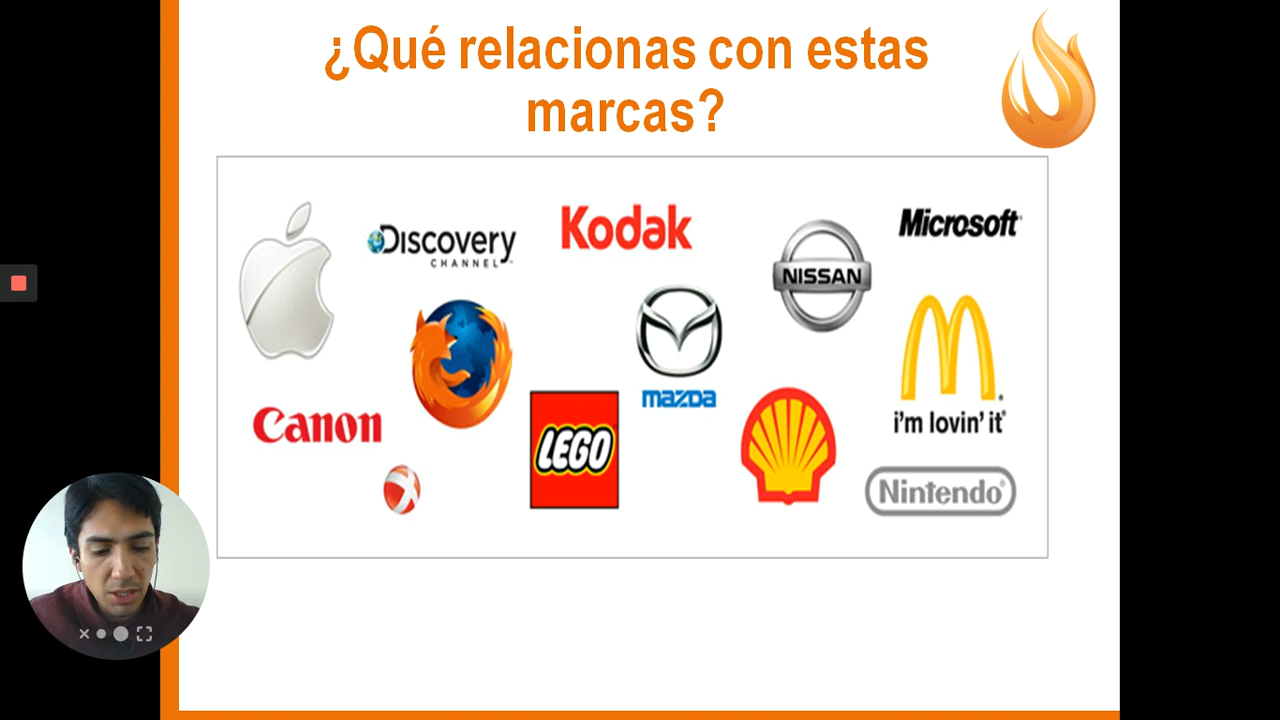 ¿Qué relacionas con estas
marcas?
Discovery
CHANNEL
Kodak
Microsoft
NISSAN
mazDa
Canon
LEGO
i'm lovin' it
Nintendo